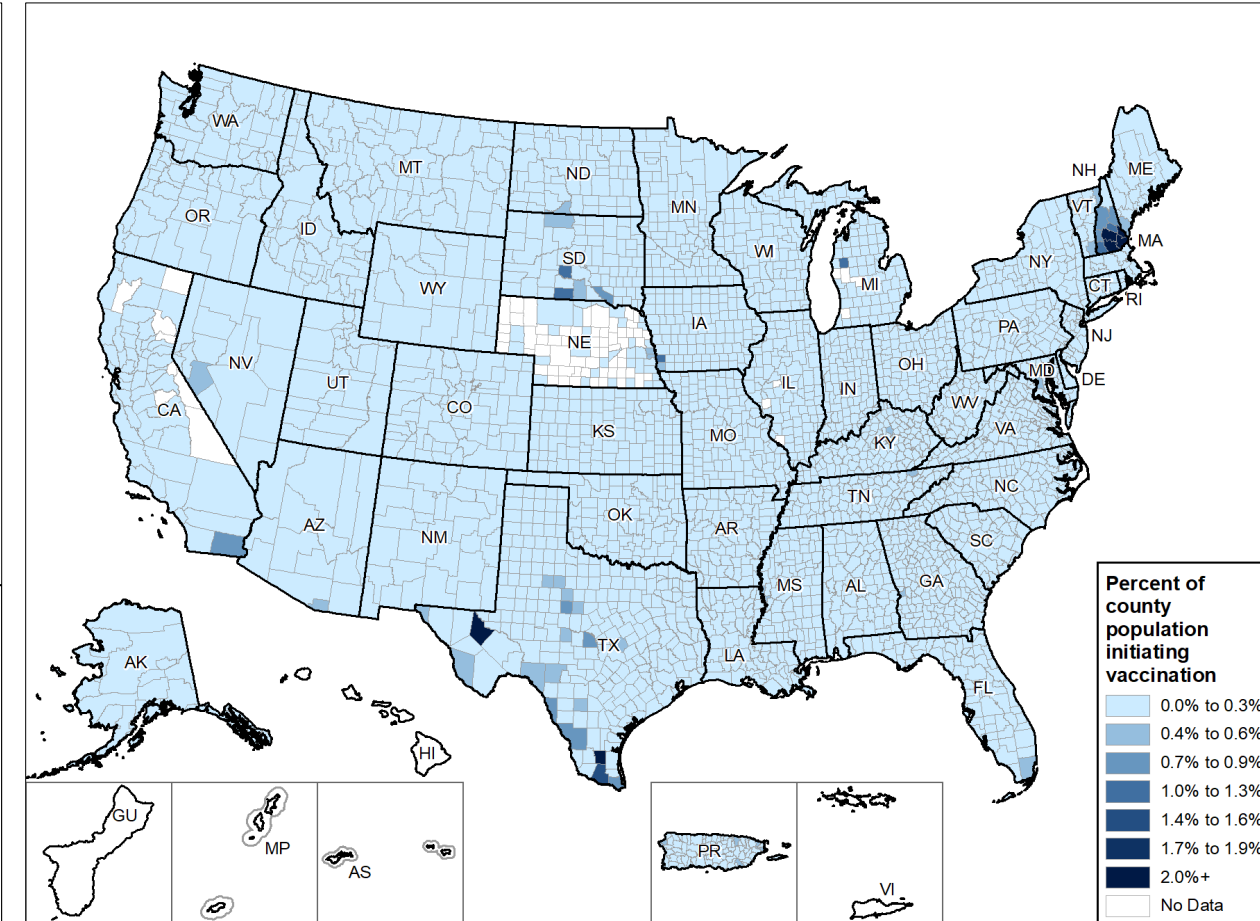 WA
MT
ND
MN
OR
ID
WY
SD
WI
MI
NH
ME
VT
MA
NY
CT
RI
NV
UT
CO
NE
IA
CA
KS
MO
IL
IN
OH
PA
NJ
MD
DE
WV
VA
KY
AZ
NM
OK
AR
TN
NC
SC
TX
LA
MS
AL
GA
FL
AK
HI
GU
MP
AS
PR
VI
Percent of
county
population
initiating
vaccination
0.0% to 0.3%
0.4% to 0.6%
0.7% to 0.9%
1.0% to 1.3%
1.4% to 1.6%
1.7% to 1.9%
2.0%+
No Data